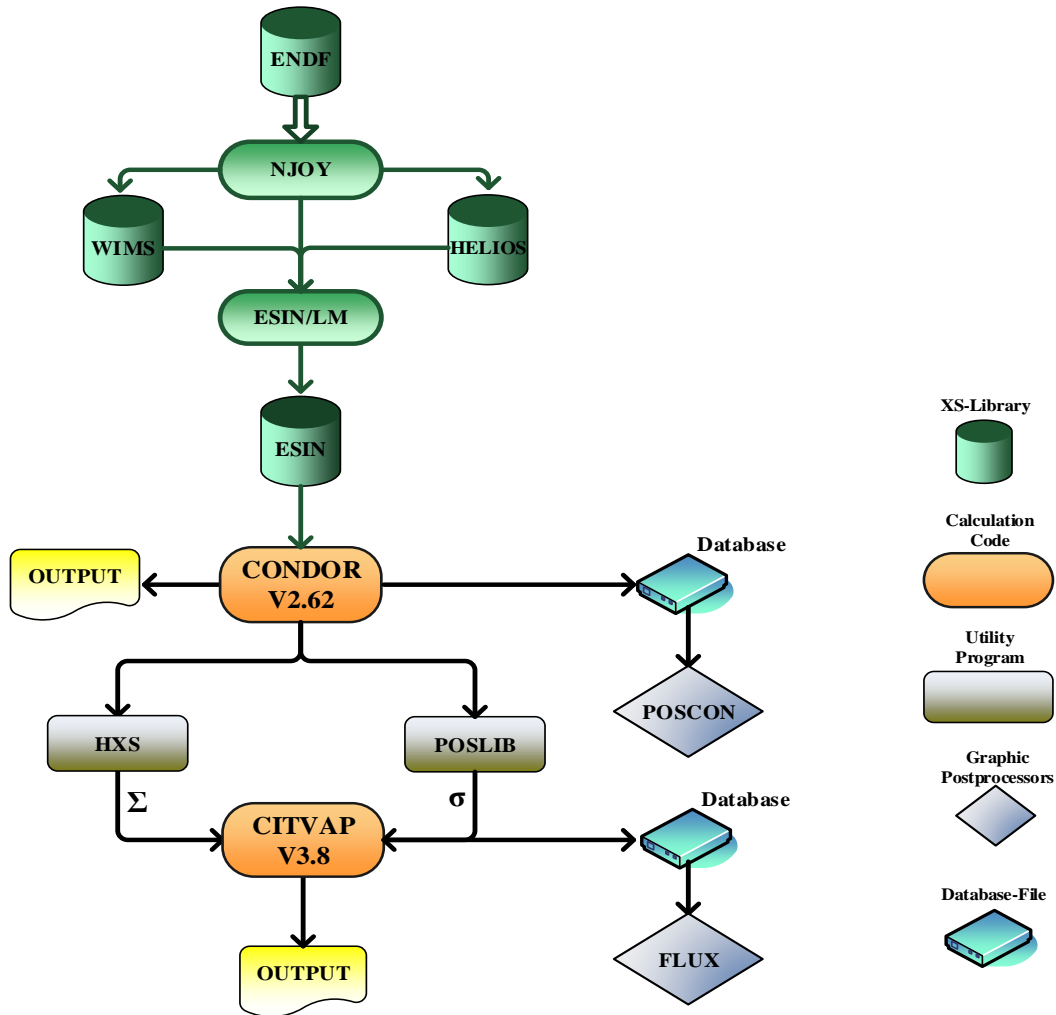 ENDF
NJOY
WIMS
HELIOS
ESIN/LM
ESIN
OUTPUT
CONDOR
V2.62
Database
POSCON
HXS
POSLIB
Σ
σ
CITVAP
V3.8
Database
FLUX
OUTPUT
XS-Library
Calculation
Code
Utility
Program
Graphic
Postprocessors
Database-File